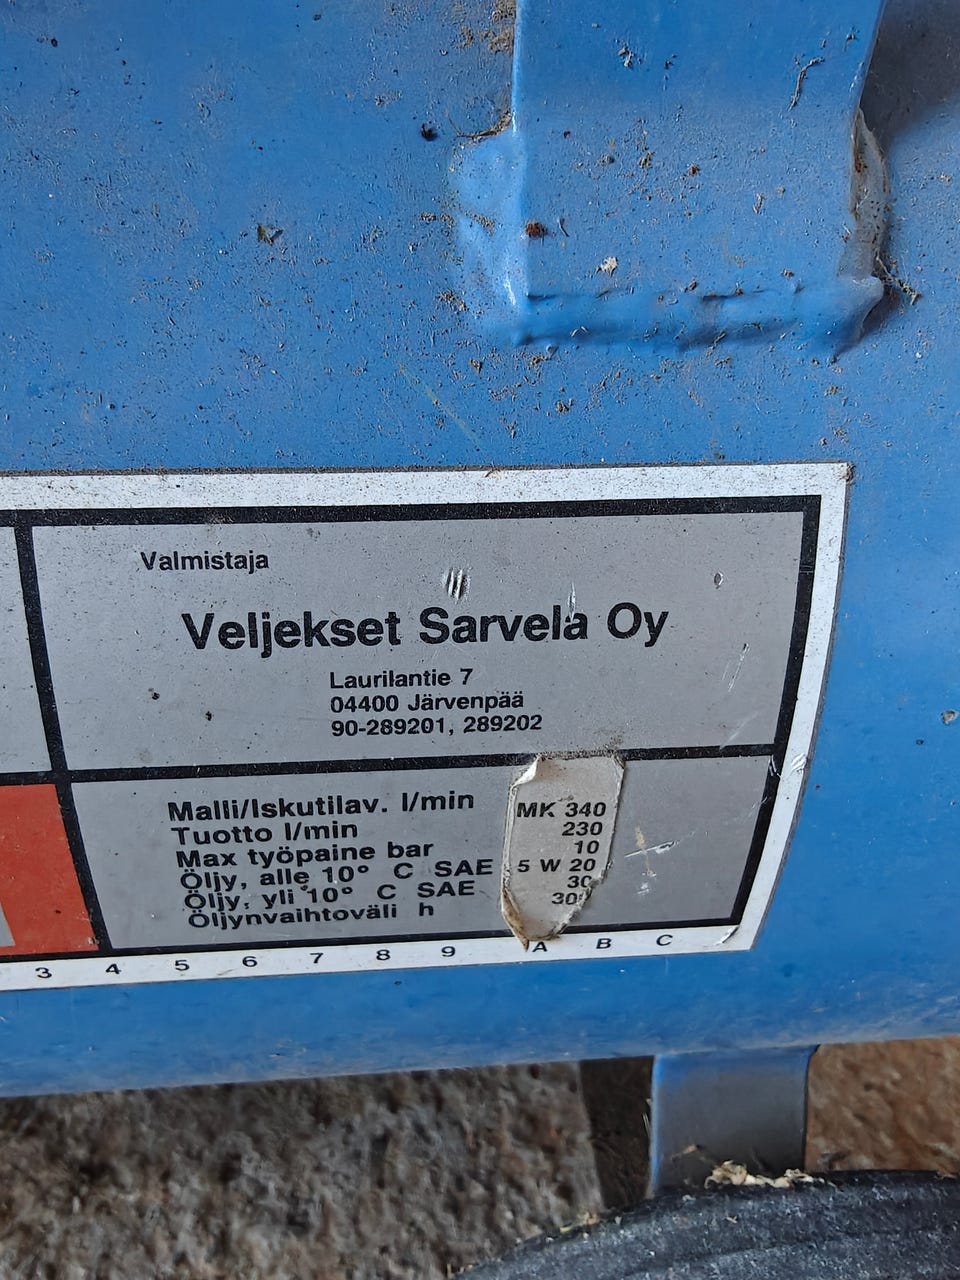 Valmistaja
Veljekset Sarvela Oy
Laurilantie 7
04400 Järvenpää
90-289201, 289202
Malli/Iskutilav. l/min MK 340
Tuotto l/min 230
Max työpaine bar 10
Öljy, alle 10° C SAE 5 W 20
Öljy, yli 10° C SAE 30
Öljynvaihtoväli h 300
3 4 5 6 7 8 9 A B C